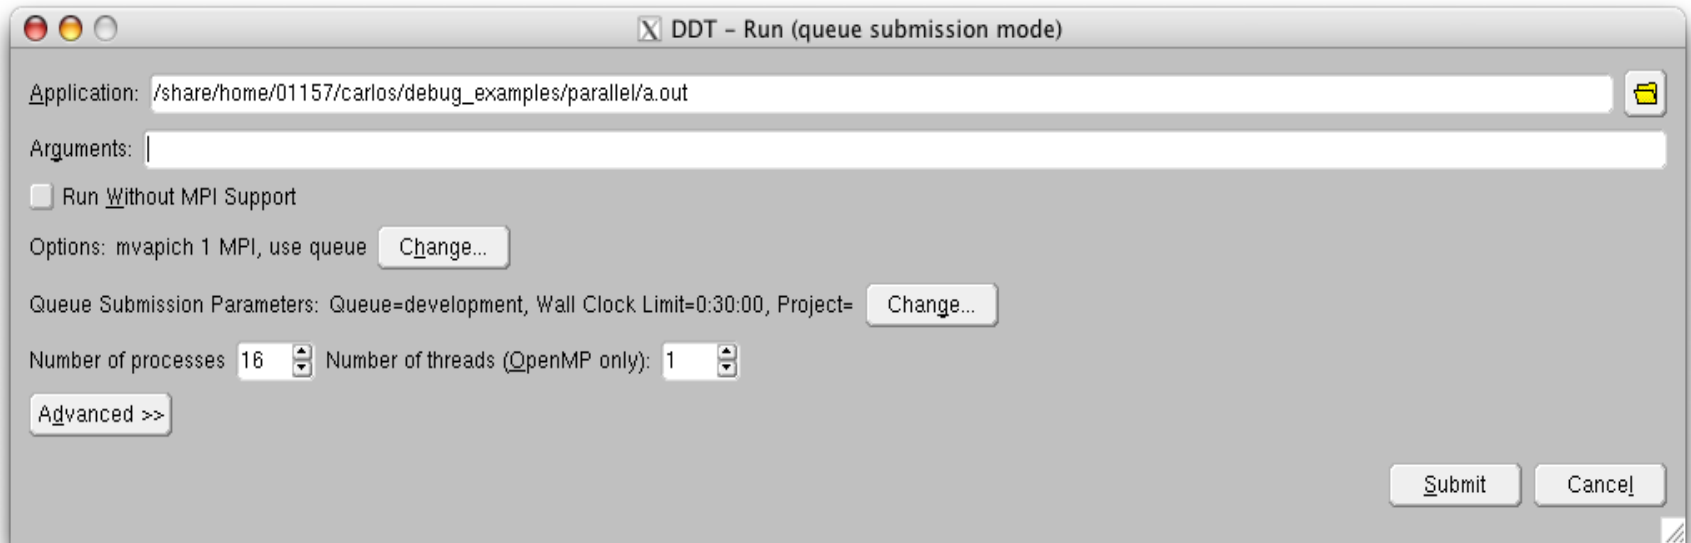 X DDT – Run (queue submission mode)
Application: /share/home/01157/carlos/debug_examples/parallel/a.out
Arguments:
Run Without MPI Support
Options: mvapich 1 MPI, use queue Change...
Queue Submission Parameters: Queue=development, Wall Clock Limit=0:30:00, Project= Change...
Number of processes 16 Number of threads (OpenMP only): 1
Advanced >>
Submit Cancel